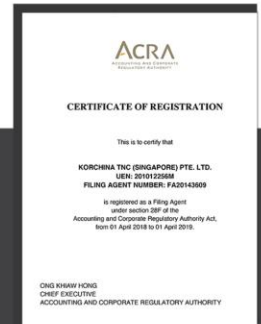 ACRA
ACCOUNTING AND CORPORATE
REGULATORY AUTHORITY
CERTIFICATE OF REGISTRATION
This is to certify that
KORCHINA TNC (SINGAPORE) PTE. LTD.
UEN: 201012256M
FILING AGENT NUMBER: FA20143609
is registered as a Filing Agent
under section 28F of the
Accounting and Corporate Regulatory Authority Act,
from 01 April 2018 to 01 April 2019.
ONG KHIAW HONG
CHIEF EXECUTIVE
ACCOUNTING AND CORPORATE REGULATORY AUTHORITY